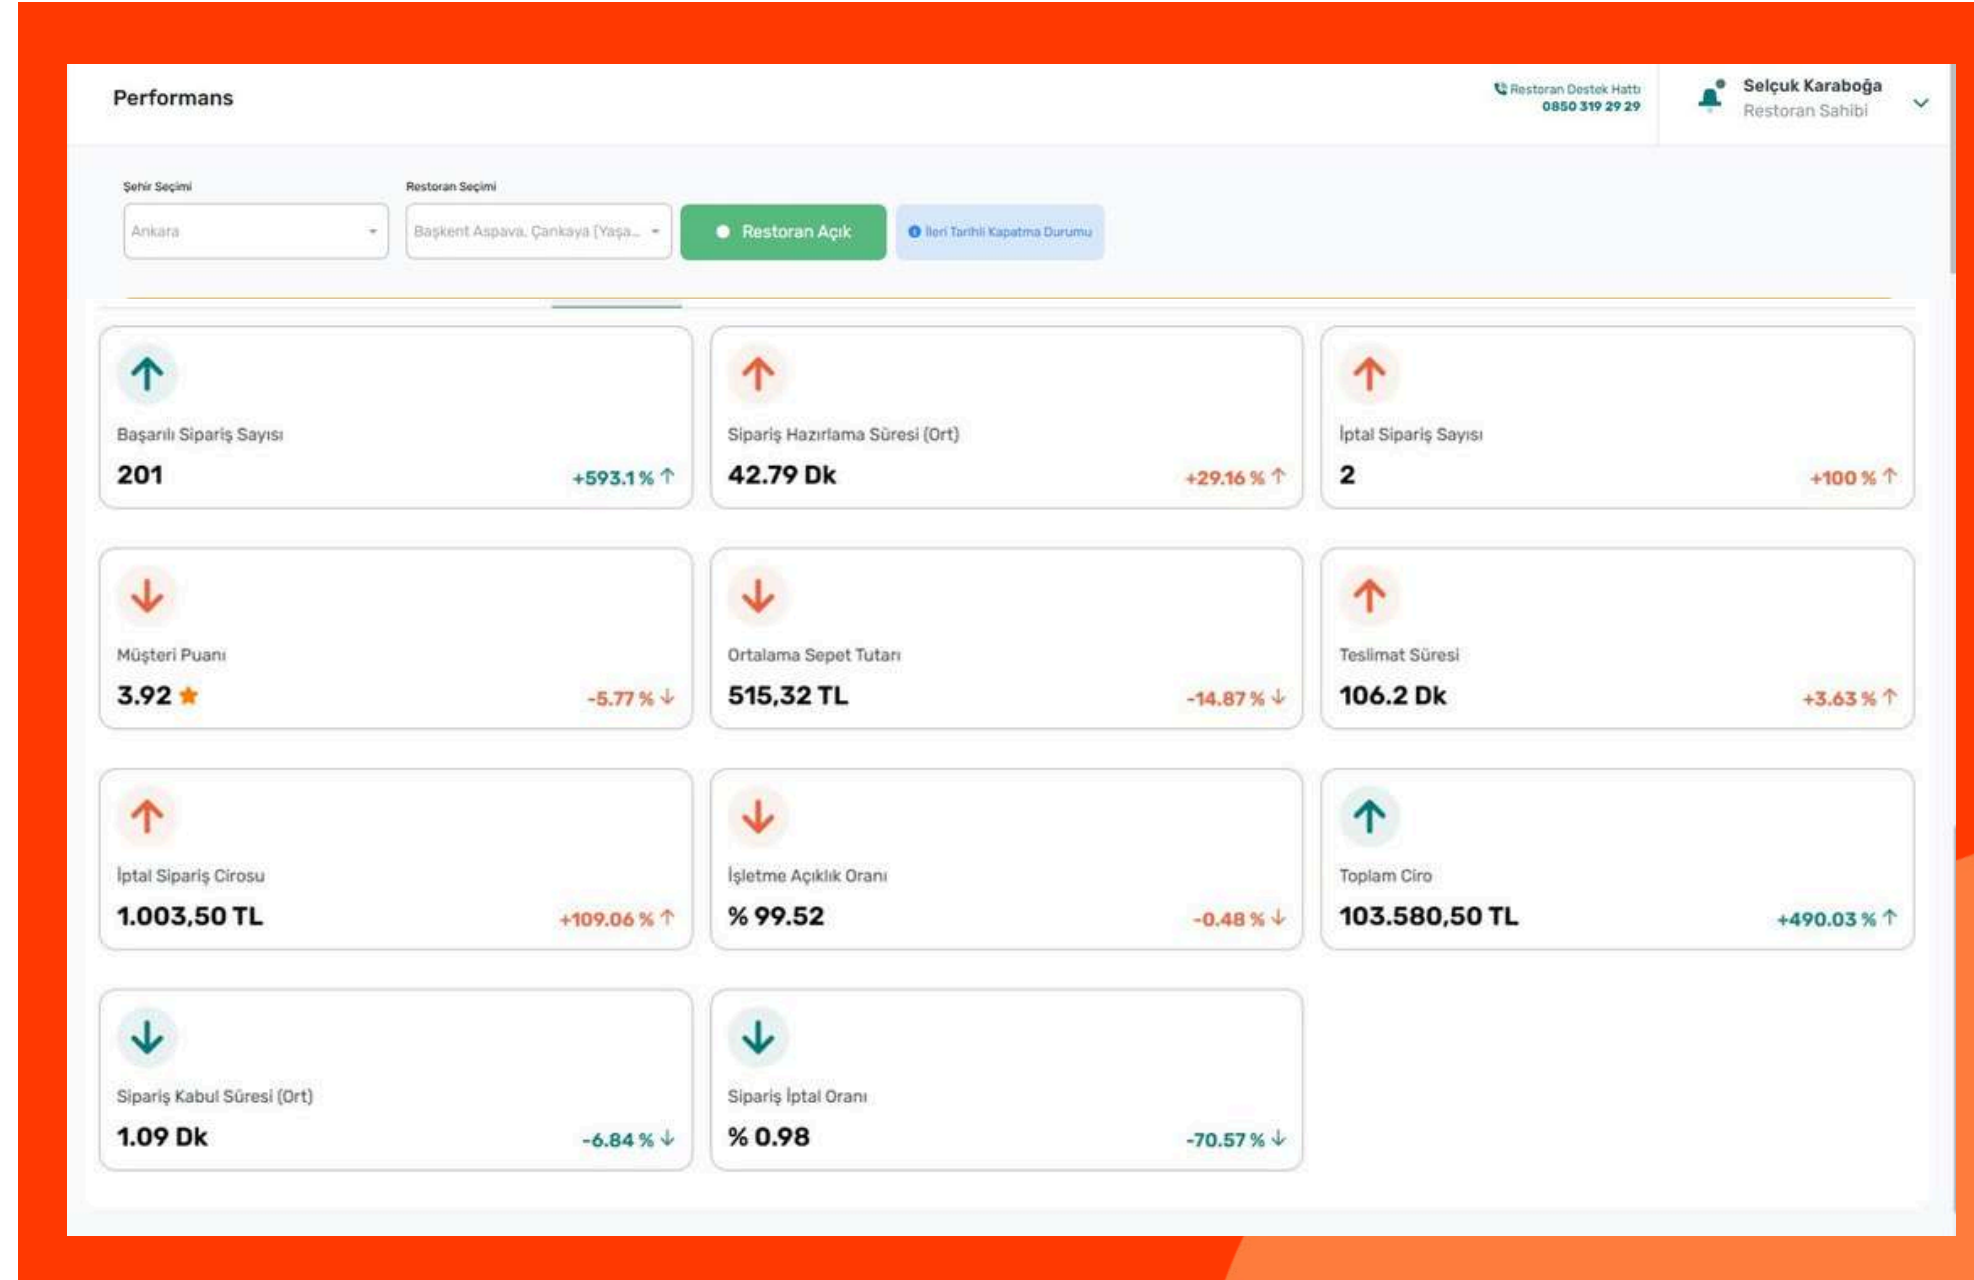 Performans
Restoran Destek Hattı
0850 319 29 29
Selçuk Karaboğa
Restoran Sahibi
Şehir Seçimi
Restoran Seçimi
Ankara
Başkent Aspava, Çankaya (Yaşa...
Restoran Açık
İleri Tarihli Kapatma Durumu
Başarılı Sipariş Sayısı
201
+593.1 % ↑
Sipariş Hazırlama Süresi (Ort)
42.79 Dk
+29.16 % ↑
İptal Sipariş Sayısı
2
+100 % ↑
Müşteri Puanı
3.92
-5.77 % ↓
Ortalama Sepet Tutarı
515,32 TL
-14.87 % ↓
Teslimat Süresi
106.2 Dk
+3.63 % ↑
İptal Sipariş Cirosu
1.003,50 TL
+109.06 % ↑
İşletme Açıklık Oranı
% 99.52
-0.48 % ↓
Toplam Ciro
103.580,50 TL
+490.03 % ↑
Sipariş Kabul Süresi (Ort)
1.09 Dk
-6.84 % ↓
Sipariş İptal Oranı
% 0.98
-70.57 % ↓